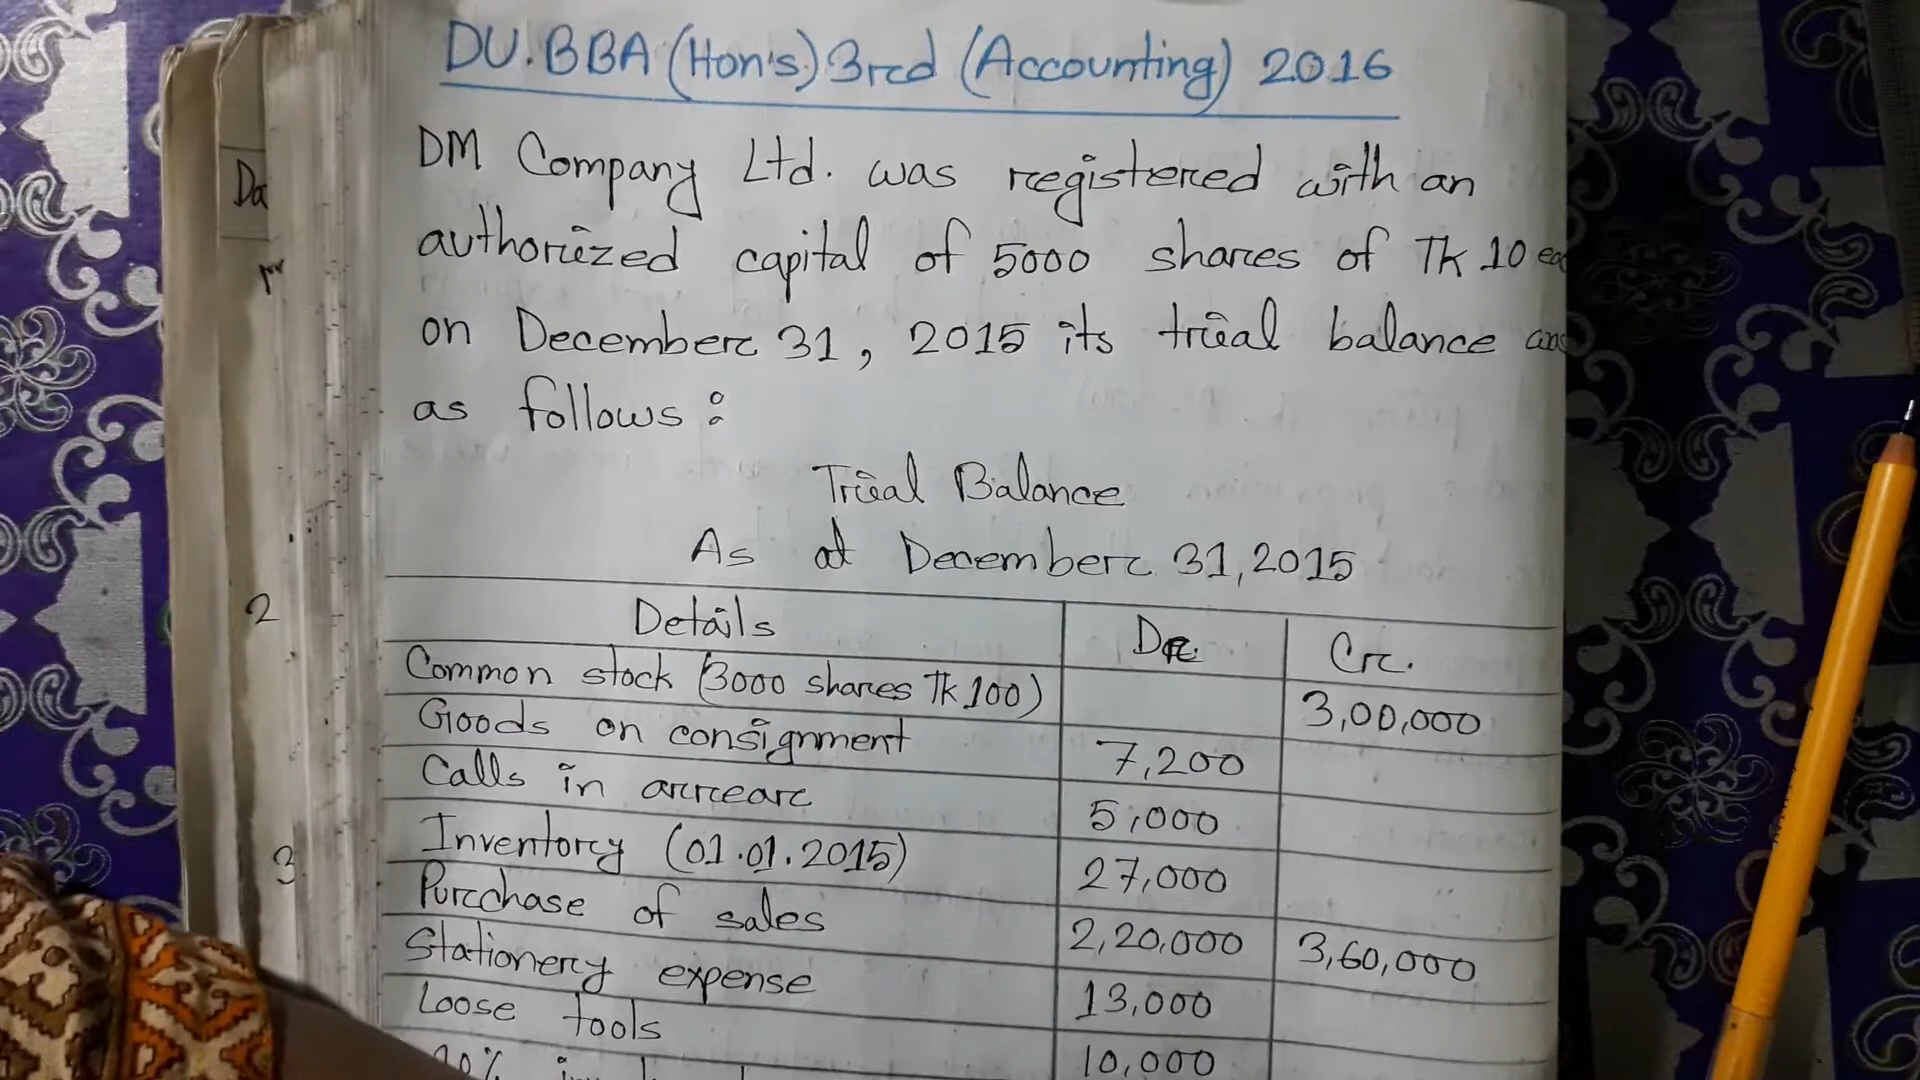 DU.BBA (Hon's) 3rd (Accounting) 2016
DM Company Ltd. was registered with an
authorized capital of 5000 shares of Tk 10
on December 31, 2015 its trial balance
as follows:
Trial Balance
As at December 31, 2015
Details Dr. Cr.
Common stock (3000 shares Tk 100) 3,00,000
Goods on consignment 7,200
Calls in arrear 5,000
Inventory (01.01.2015) 27,000
Purchase of sales 2,20,000 3,60,000
Stationery expense 13,000
Loose tools 10,000
Da
2
3